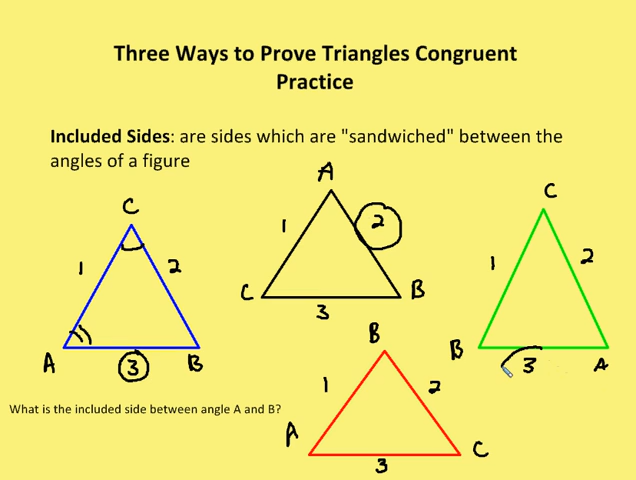 Three Ways to Prove Triangles Congruent
Practice
Included Sides: are sides which are "sandwiched" between the
angles of a figure
A
1
2
C
B
3
C
1
2
A
3
B
C
1
2
B
3
A
What is the included side between angle A and B?
B
1
2
A
C
3